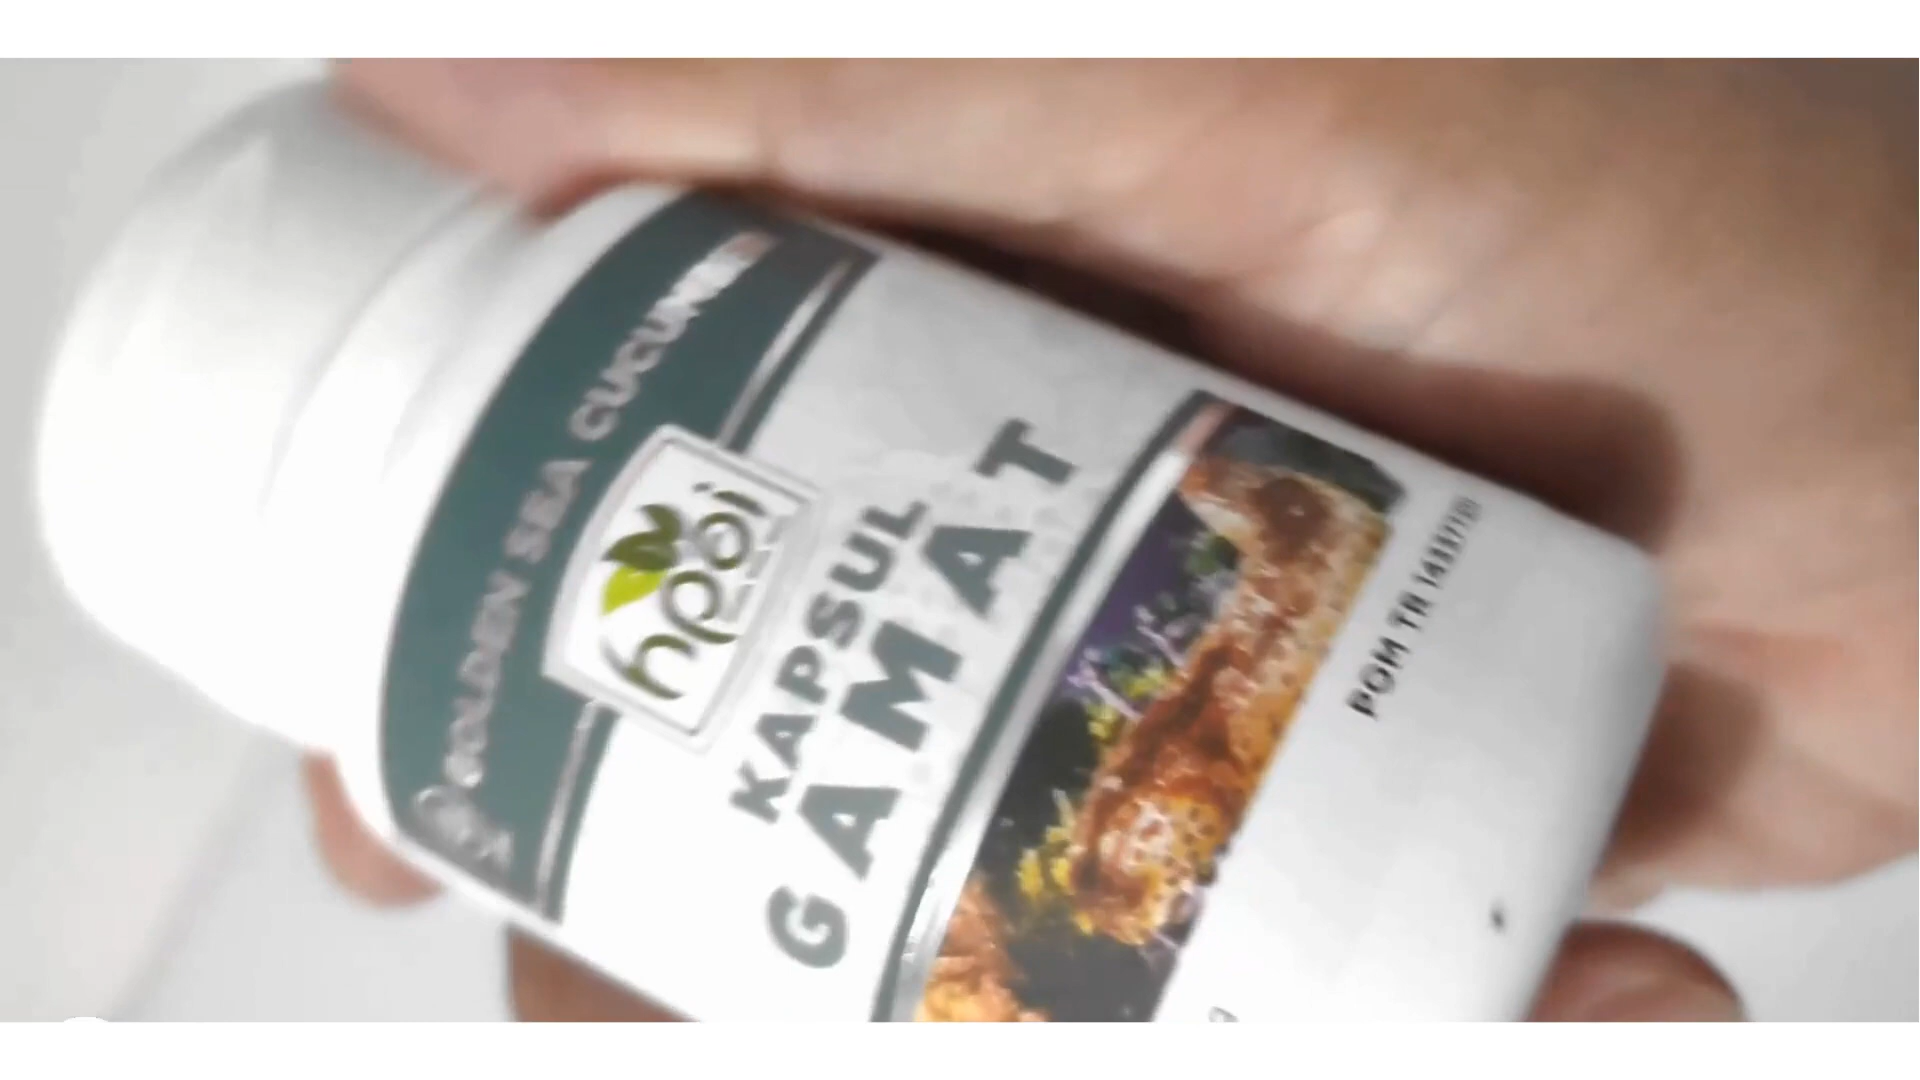 GOLDEN SEA CUCUMBER
hpai
KAPSUL
GAMAT
POM TR